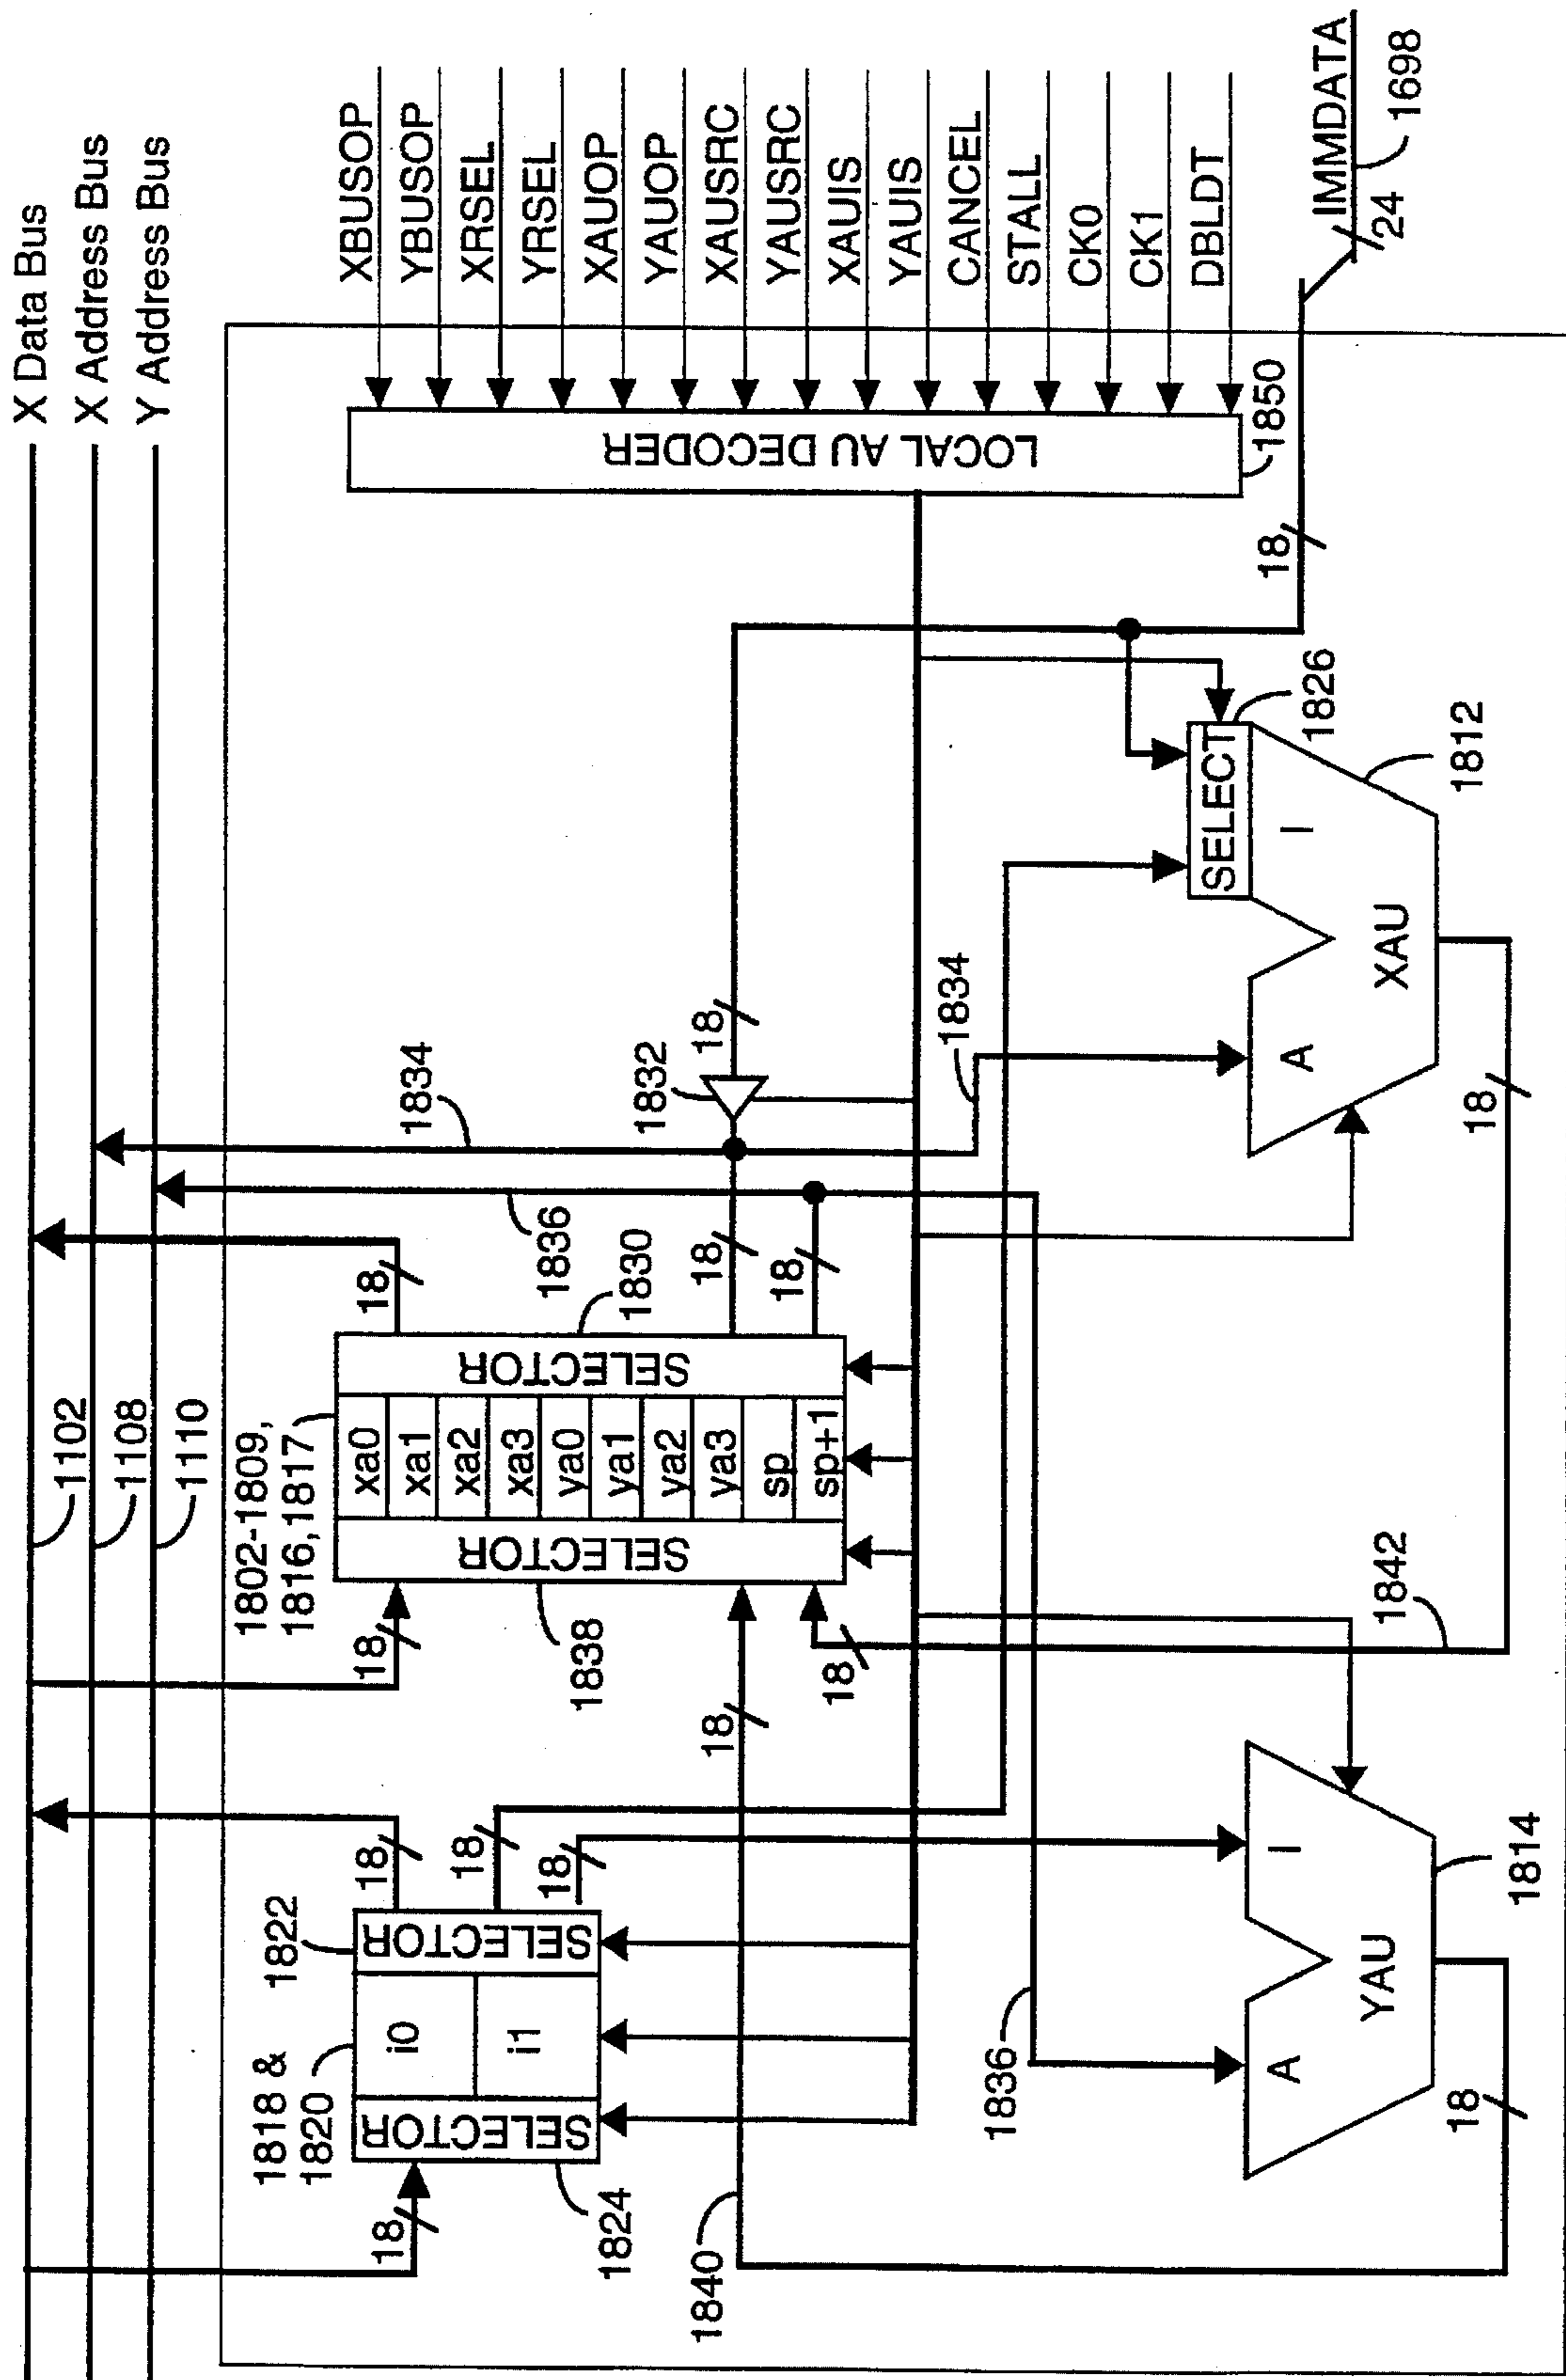 X Data Bus
X Address Bus
Y Address Bus
1102
1108
1110
XBUSOP
YBUSOP
XRSEL
YRSEL
XAUOP
YAUOP
XAUSRC
YAUSRC
XAUIS
YAUIS
CANCEL
STALL
CK0
CK1
DBLDT
LOCAL AU DECODER
1850
IMMDATA
24
1698
18
1818 &
1820
1822
SELECTOR
i0
i1
SELECTOR
1824
18
18
18
18
1802-1809,
1816,1817
SELECTOR
xa0
xa1
xa2
xa3
ya0
ya1
ya2
ya3
sp
sp+1
SELECTOR
1838
1830
18
18
18
18
18
18
1836
1834
1832
18
1834
1840
1836
1842
A
I
YAU
1814
18
A
SELECT
I
XAU
1826
1812
18